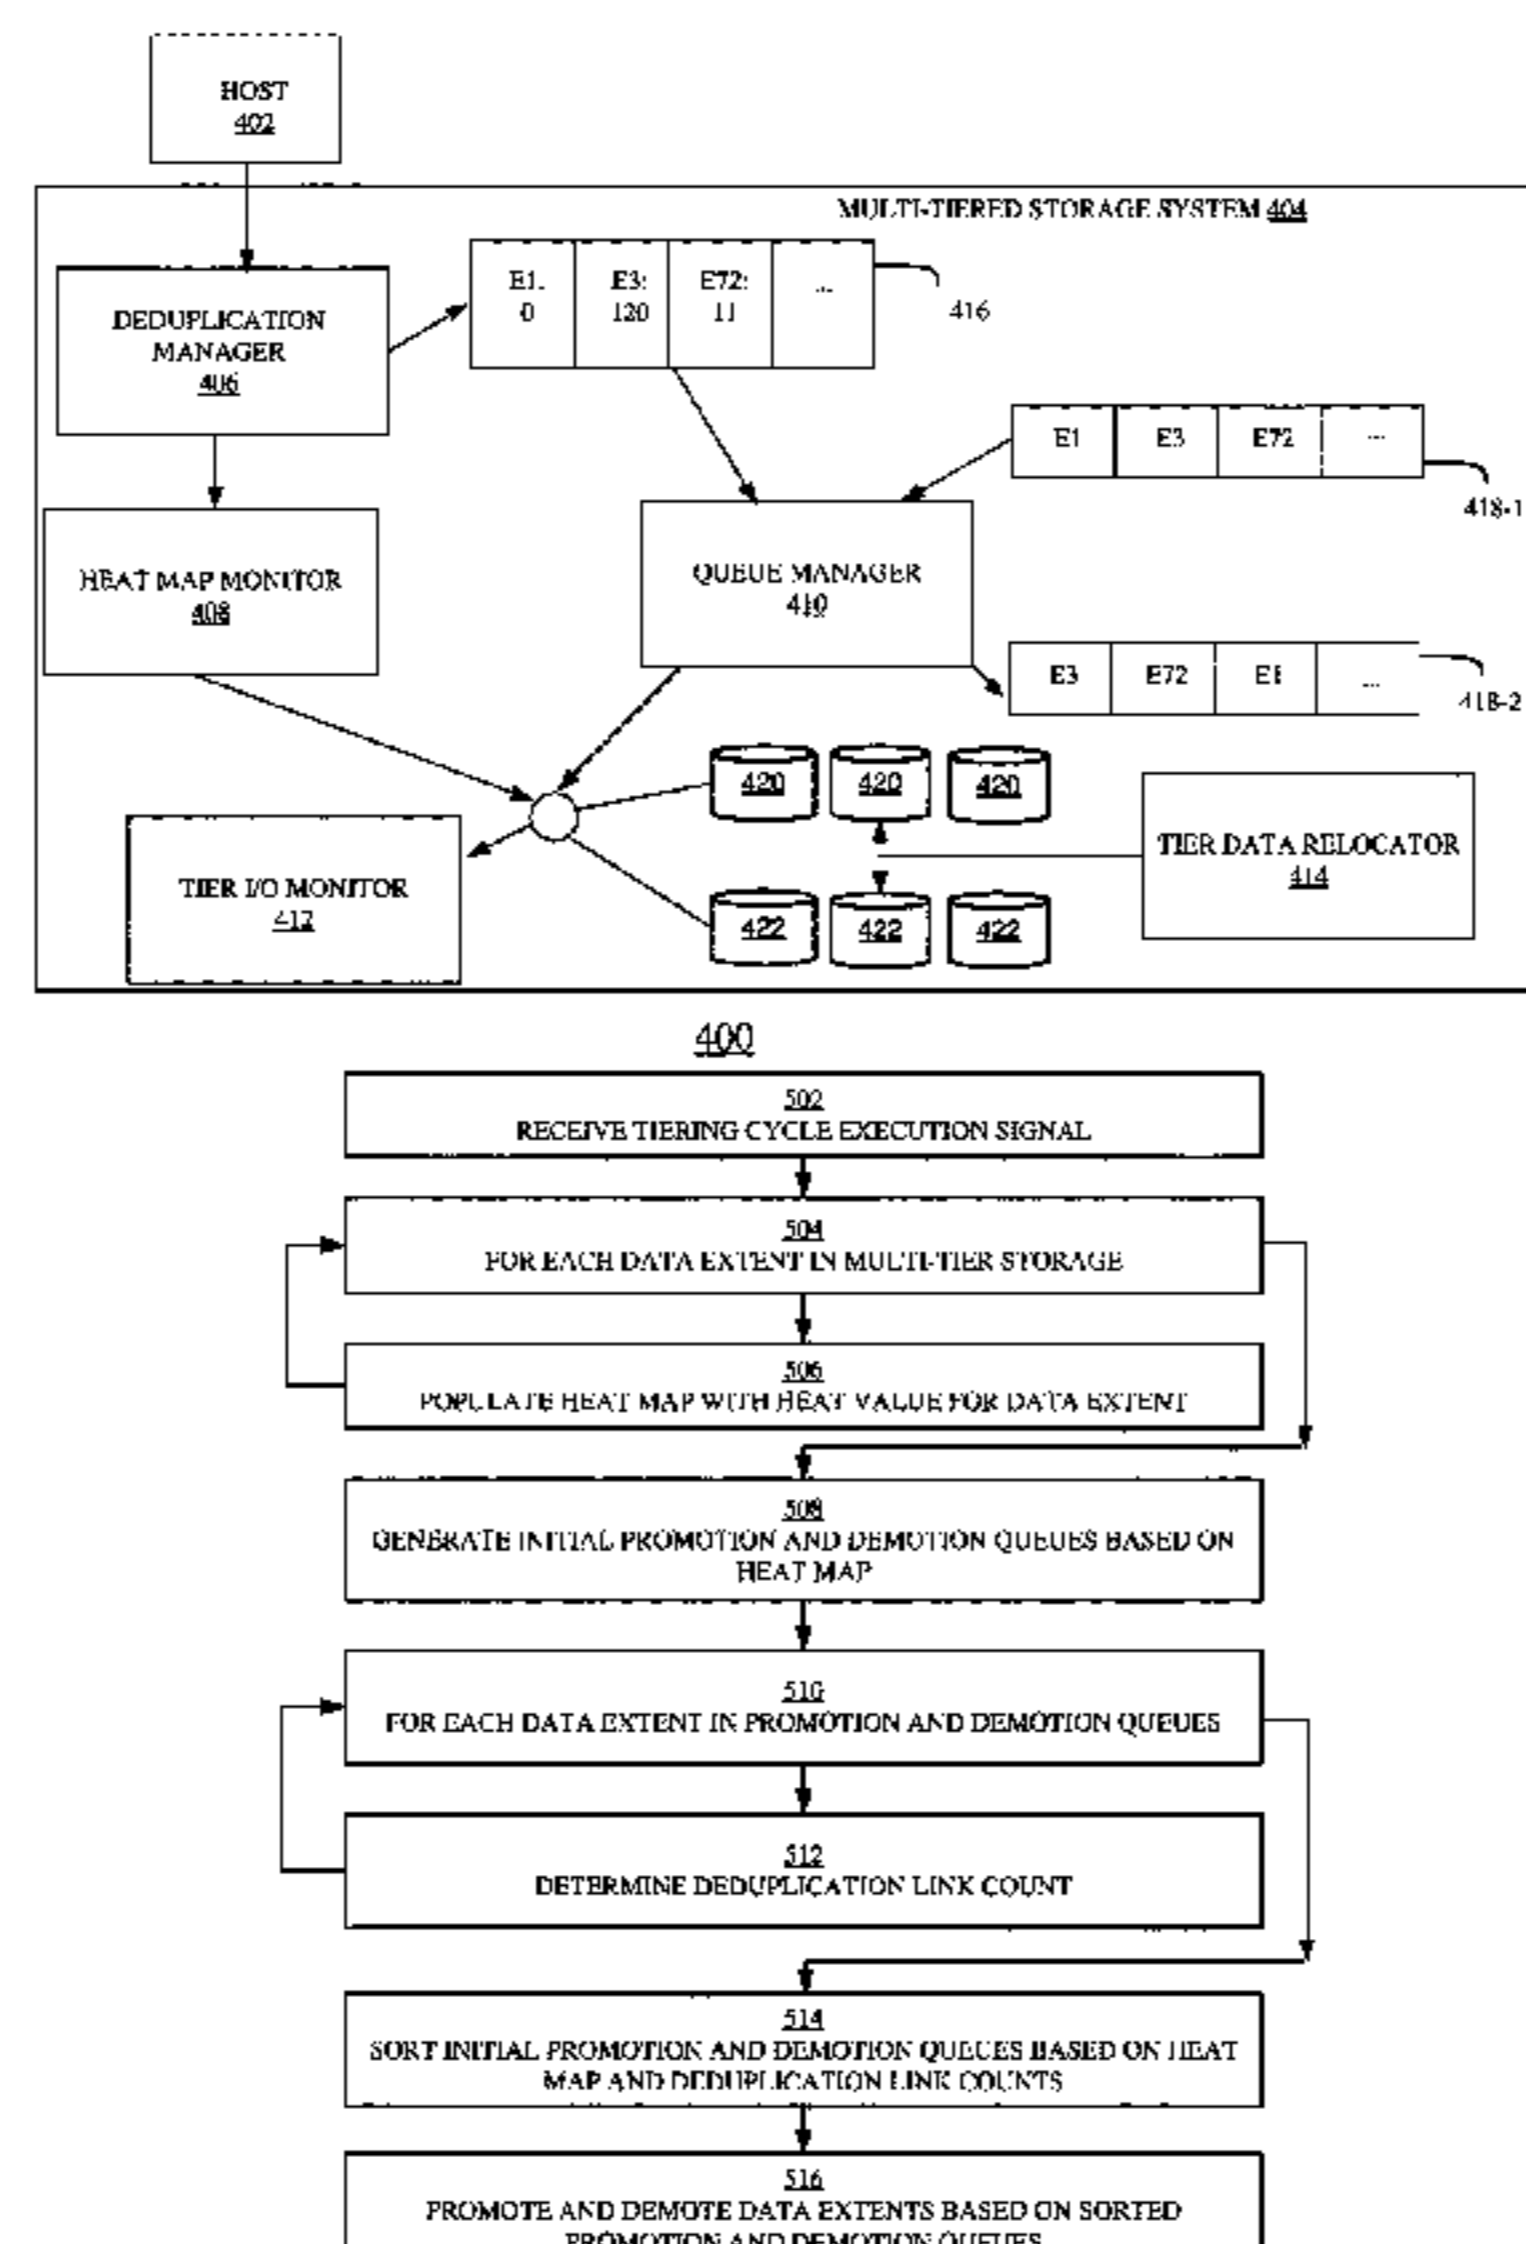 HOST
402
MULTI-TIERED STORAGE SYSTEM 404
DEDUPLICATION
MANAGER
406
E1:
0
E3:
120
E72:
11
...
416
E1
E3
E72
...
418-1
HEAT MAP MONITOR
408
QUEUE MANAGER
410
E3
E72
E1
...
418-2
420
420
420
TIER DATA RELOCATOR
414
TIER I/O MONITOR
412
422
422
422
400
502
RECEIVE TIERING CYCLE EXECUTION SIGNAL
504
FOR EACH DATA EXTENT IN MULTI-TIER STORAGE
506
POPULATE HEAT MAP WITH HEAT VALUE FOR DATA EXTENT
508
GENERATE INITIAL PROMOTION AND DEMOTION QUEUES BASED ON
HEAT MAP
510
FOR EACH DATA EXTENT IN PROMOTION AND DEMOTION QUEUES
512
DETERMINE DEDUPLICATION LINK COUNT
514
SORT INITIAL PROMOTION AND DEMOTION QUEUES BASED ON HEAT
MAP AND DEDUPLICATION LINK COUNTS
516
PROMOTE AND DEMOTE DATA EXTENTS BASED ON SORTED
PROMOTION AND DEMOTION QUEUES